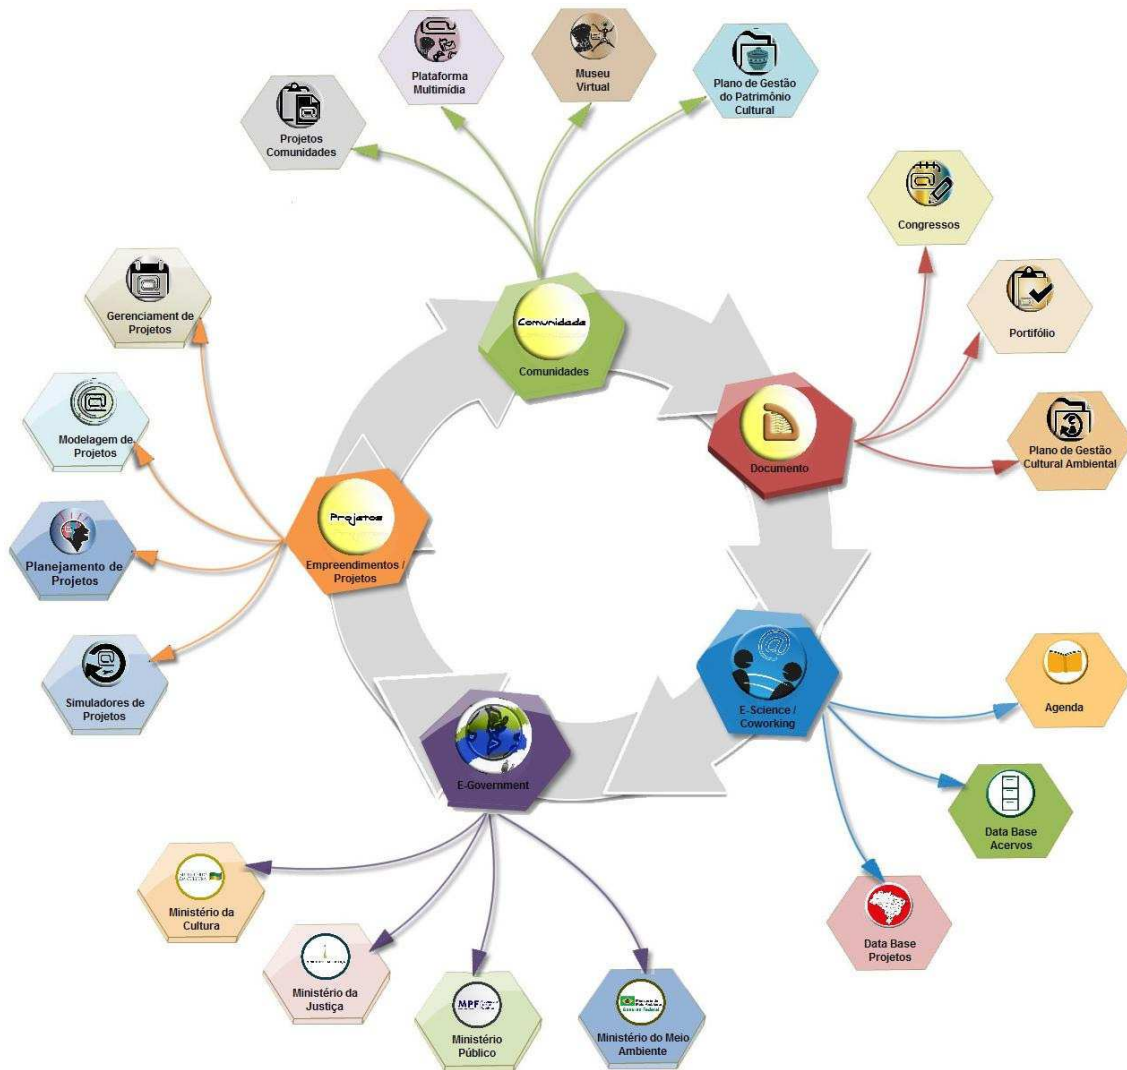 Plataforma
Multimídia
Museu
Virtual
Plano de Gestão
do Patrimônio
Cultural
Projetos
Comunidades
Congressos
Gerenciament de
Projetos
Portifólio
Comunidade
Comunidades
Modelagem de
Projetos
Documento
Plano de Gestão
Cultural Ambiental
Projetos
Empreendimentos /
Projetos
Planejamento de
Projetos
Simuladores de
Projetos
E-Science /
Coworking
Agenda
E-Government
Data Base
Acervos
Ministério da
Cultura
Data Base
Projetos
Ministério da
Justiça
MPF
Ministério
Público
Ministério do Meio
Ambiente